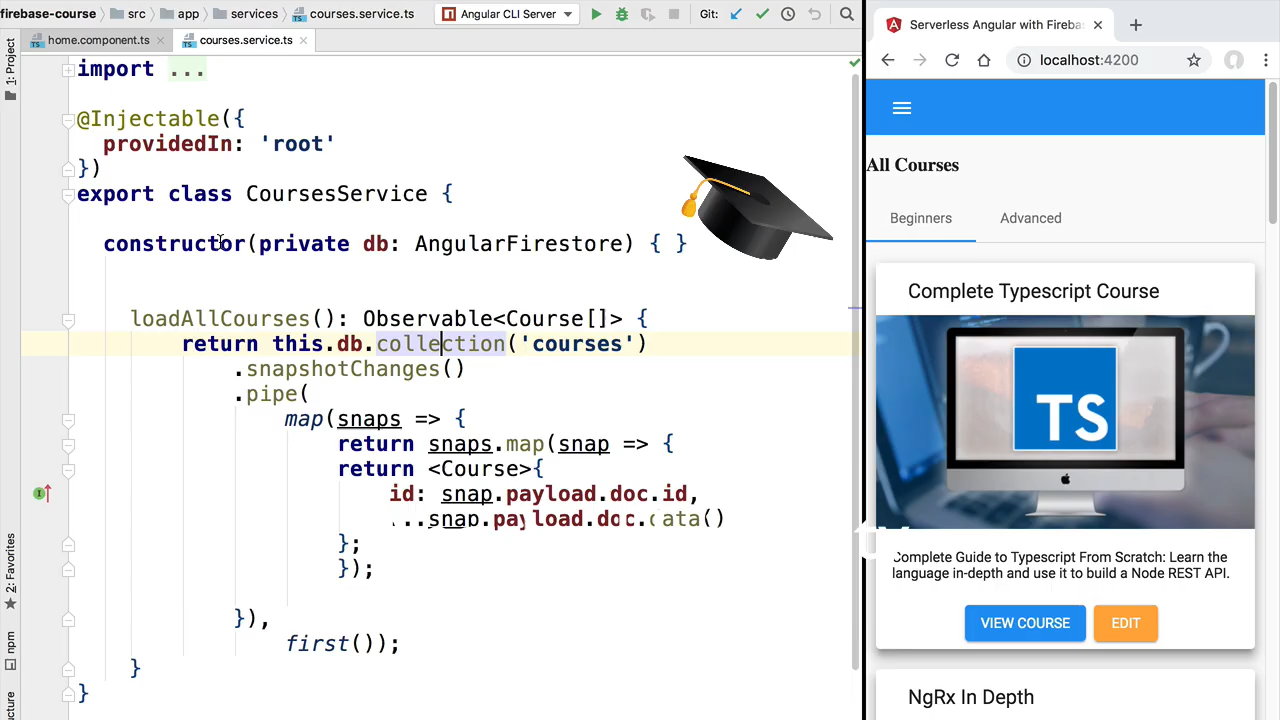 firebase-course
src
app
services
courses.service.ts
Angular CLI Server
Git:
home.component.ts
courses.service.ts
1: Project
2: Favorites
npm
import ...
@Injectable({
providedIn: 'root'
})
export class CoursesService {
constructor(private db: AngularFirestore) { }
loadAllCourses(): Observable<Course[]> {
return this.db.collection('courses')
.snapshotChanges()
.pipe(
map(snaps => {
return snaps.map(snap => {
return <Course>{
id: snap.payload.doc.id,
...snap.payload.doc.data()
};
});
}),
first());
}
}
Serverless Angular with Fireba
localhost:4200
All Courses
Beginners
Advanced
Complete Typescript Course
TS
Complete Guide to Typescript From Scratch: Learn the
language in-depth and use it to build a Node REST API.
VIEW COURSE
EDIT
NgRx In Depth